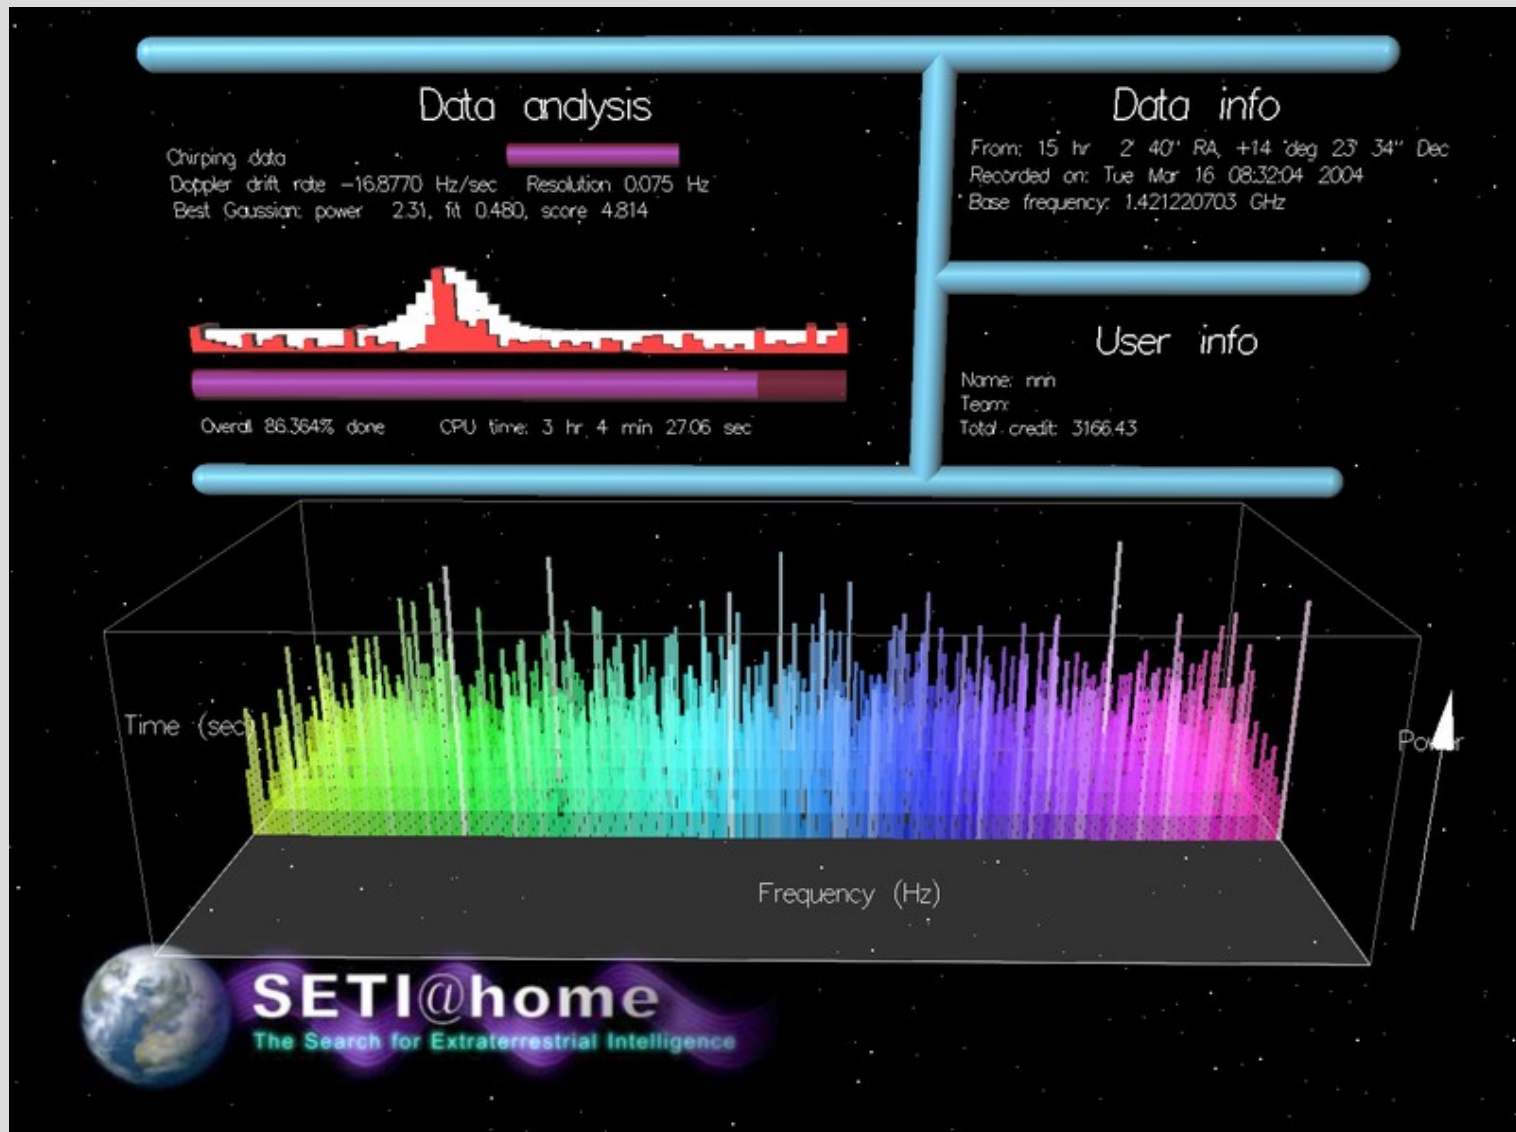 Data analysis
Chirping data
Doppler drift rate -16.8770 Hz/sec Resolution 0.075 Hz
Best Gaussian: power 2.31, fit 0.480, score 4.814
Overall 86.364% done CPU time: 3 hr 4 min 27.06 sec
Data info
From: 15 hr 2' 40" RA, +14 deg 23' 34" Dec
Recorded on: Tue Mar 16 08:32:04 2004
Base frequency: 1.421220703 GHz
User info
Name:
Team:
Total credit: 3166.43
Time (sec)
Power
Frequency (Hz)
SETI@home
The Search for Extraterrestrial Intelligence